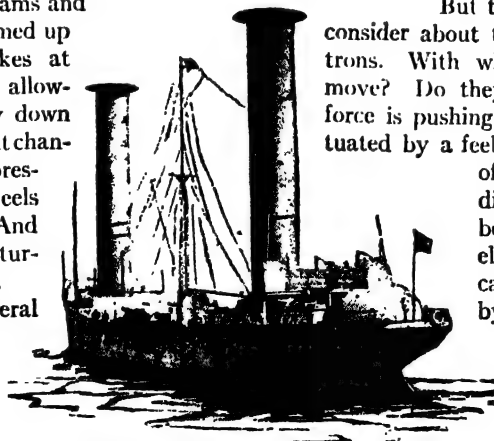 ams and
med up
kes at
allow-
down
t chan-
pres-
eels
And
tur-
eral
But t
consider about t
trons. With w
move? Do they
force is pushing
tuated by a feel
of
di
be
el
ca
by